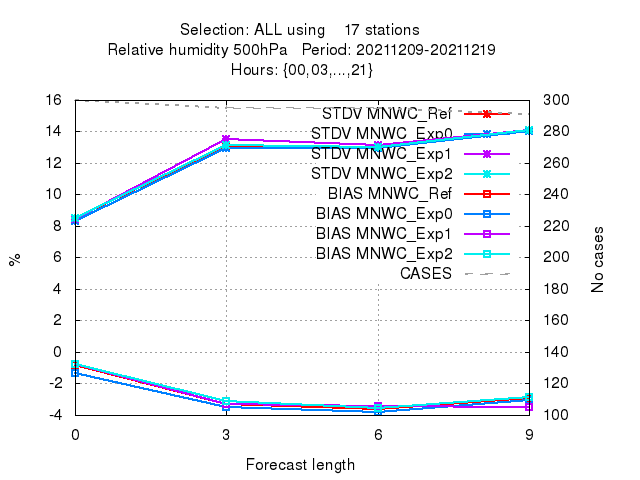 Selection: ALL using 17 stations
Relative humidity 500hPa Period: 20211209-20211219
Hours: {00,03,...,21}
16 300
STDV MNWC_Ref
14 280
STDV MNWC_Exp0
STDV MNWC_Exp1
12 260
STDV MNWC_Exp2
10 240
BIAS MNWC_Ref
BIAS MNWC_Exp0
8 220
BIAS MNWC_Exp1
BIAS MNWC_Exp2
6 200
CASES
4 180
2 160
0 140
-2 120
-4 100
%
No cases
0 3 6 9
Forecast length